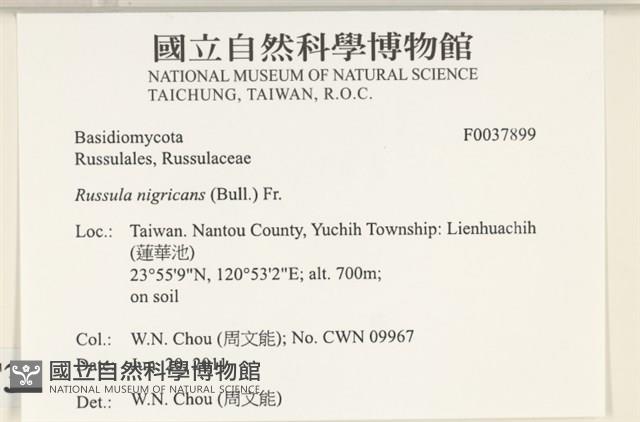 國立自然科學博物館
NATIONAL MUSEUM OF NATURAL SCIENCE
TAICHUNG, TAIWAN, R.O.C.
Basidiomycota F0037899
Russulales, Russulaceae
Russula nigricans (Bull.) Fr.
Loc.: Taiwan. Nantou County, Yuchih Township: Lienhuachih
(蓮華池)
23°55'9"N, 120°53'2"E; alt. 700m;
on soil
Col.: W.N. Chou (周文能); No. CWN 09967
Date: 2011
國立自然科學博物館
NATIONAL MUSEUM OF NATURAL SCIENCE
Det.: W.N. Chou (周文能)